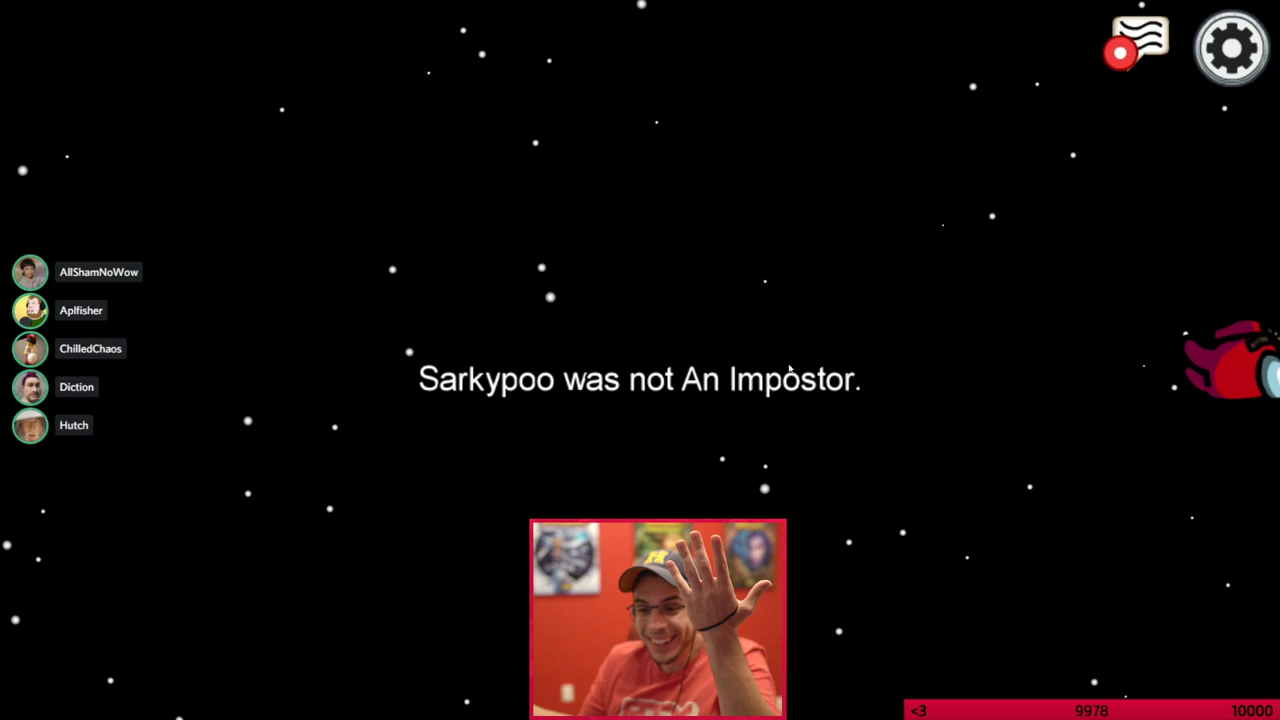 AllShamNoWow
Aplfisher
ChilledChaos
Diction
Hutch
Sarkypoo was not An Impostor.
<3 9978 10000